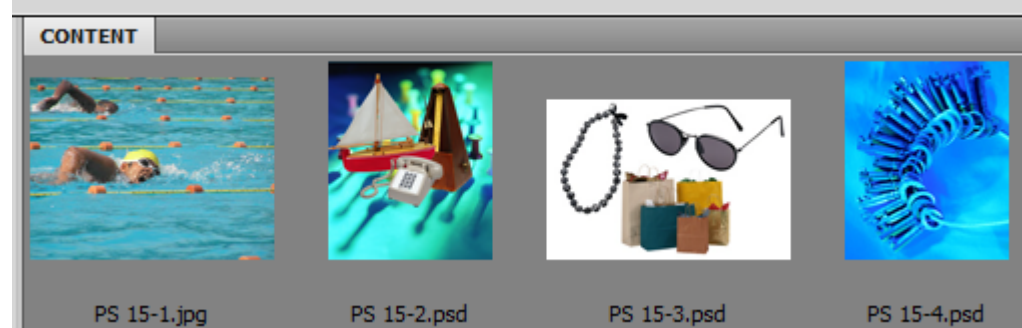 CONTENT
PS 15-1.jpg
PS 15-2.psd
PS 15-3.psd
PS 15-4.psd